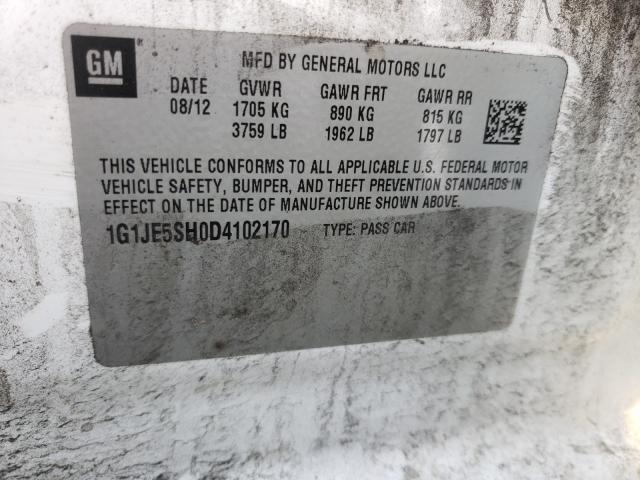 GM
MFD BY GENERAL MOTORS LLC
DATE GVWR GAWR FRT GAWR RR
08/12 1705 KG 890 KG 815 KG
3759 LB 1962 LB 1797 LB
THIS VEHICLE CONFORMS TO ALL APPLICABLE U.S. FEDERAL MOTOR
VEHICLE SAFETY, BUMPER, AND THEFT PREVENTION STANDARDS IN
EFFECT ON THE DATE OF MANUFACTURE SHOWN ABOVE.
1G1JE5SH0D4102170 TYPE: PASS CAR